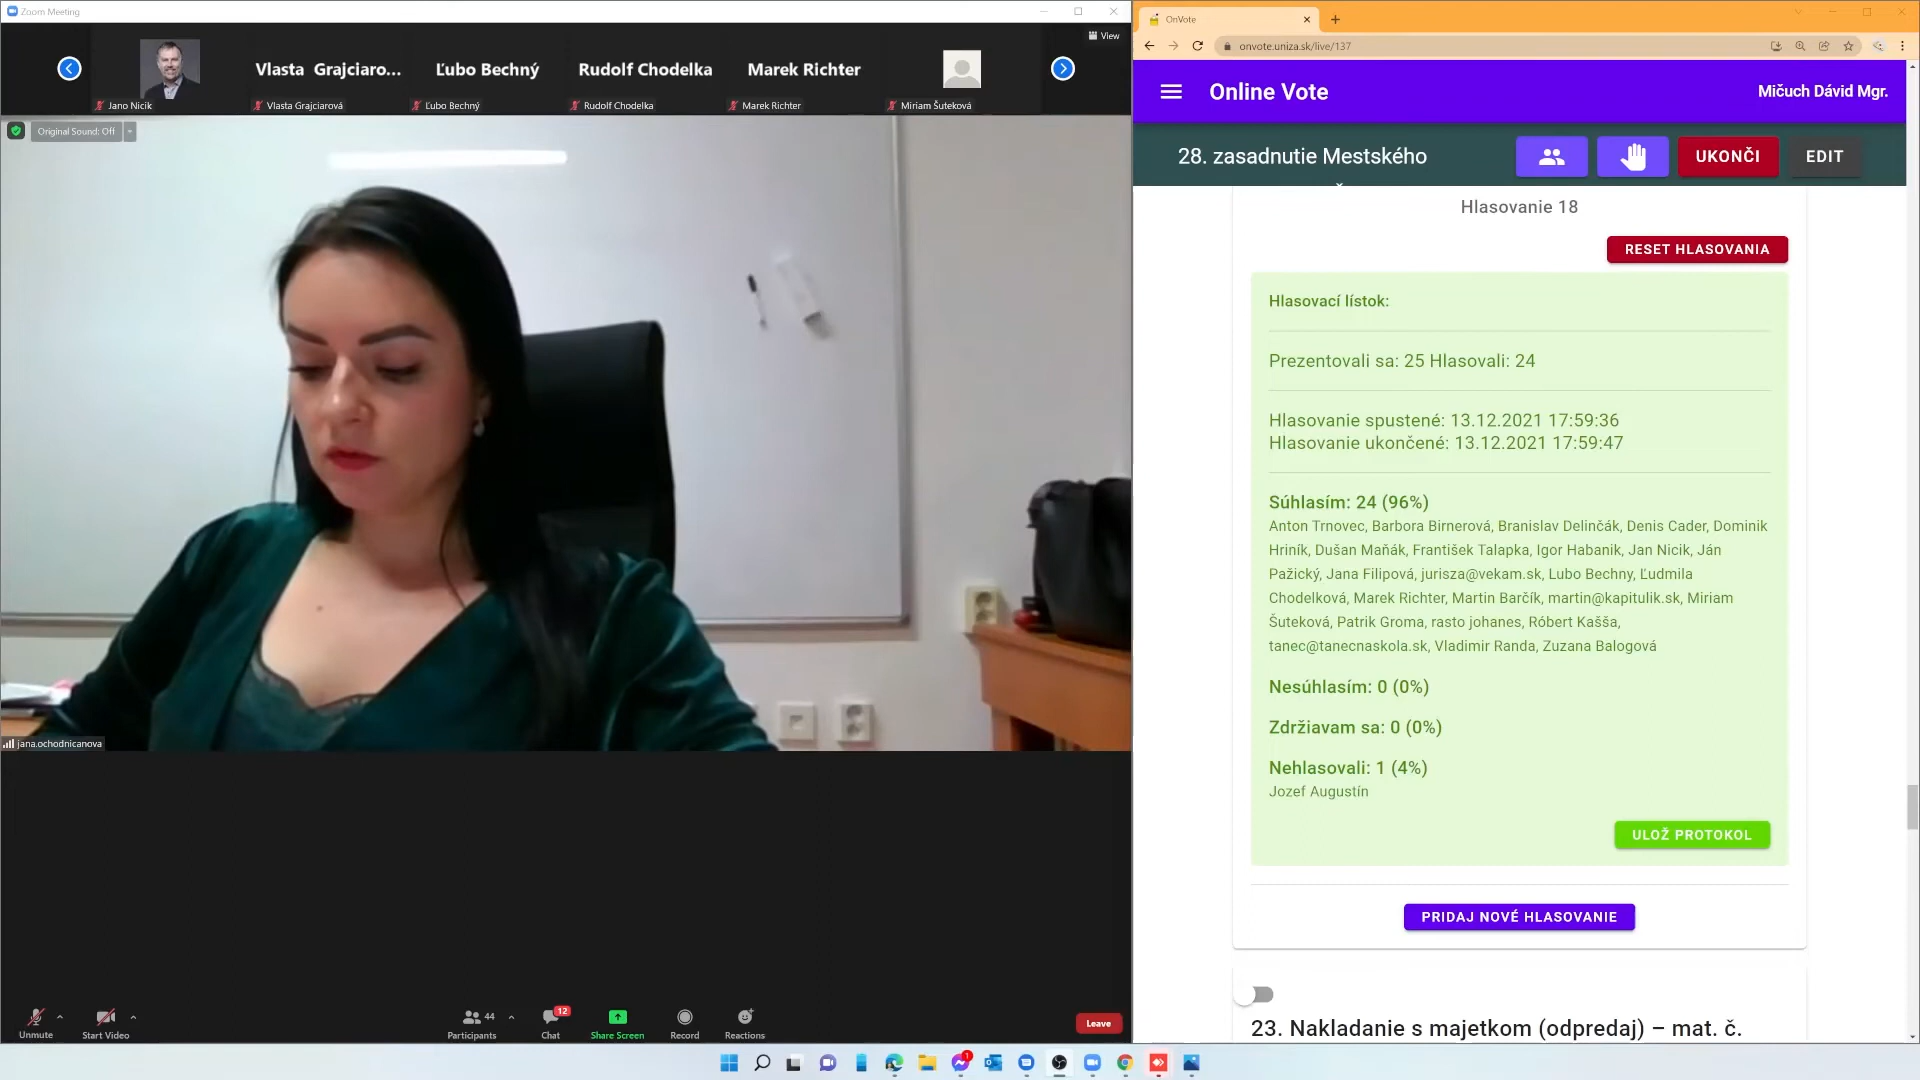 Zoom Meeting
View
Vlasta Grajciaro...
Ľubo Bechný
Rudolf Chodelka
Marek Richter
Jano Nicik
Vlasta Grajciarová
Ľubo Bechný
Rudolf Chodelka
Marek Richter
Miriam Šuteková
Original Sound: Off
jana.ochodnicanova
Unmute
Start Video
44
Participants
12
Chat
Share Screen
Record
Reactions
Leave
OnVote
onvote.uniza.sk/live/137
Online Vote
Mičuch Dávid Mgr.
28. zasadnutie Mestského
UKONČI
EDIT
Hlasovanie 18
RESET HLASOVANIA
Hlasovací lístok:
Prezentovali sa: 25 Hlasovali: 24
Hlasovanie spustené: 13.12.2021 17:59:36
Hlasovanie ukončené: 13.12.2021 17:59:47
Súhlasím: 24 (96%)
Anton Trnovec, Barbora Birnerová, Branislav Delinčák, Denis Cader, Dominik
Hriník, Dušan Maňák, František Talapka, Igor Habanik, Jan Nicik, Ján
Pažický, Jana Filipová, jurisza@vekam.sk, Lubo Bechny, Ľudmila
Chodelková, Marek Richter, Martin Barčík, martin@kapitulik.sk, Miriam
Šuteková, Patrik Groma, rasto johanes, Róbert Kašša,
tanec@tanecnaskola.sk, Vladimir Randa, Zuzana Balogová
Nesúhlasím: 0 (0%)
Zdržiavam sa: 0 (0%)
Nehlasovali: 1 (4%)
Jozef Augustín
ULOŽ PROTOKOL
PRIDAJ NOVÉ HLASOVANIE
23. Nakladanie s majetkom (odpredaj) – mat. č.
1